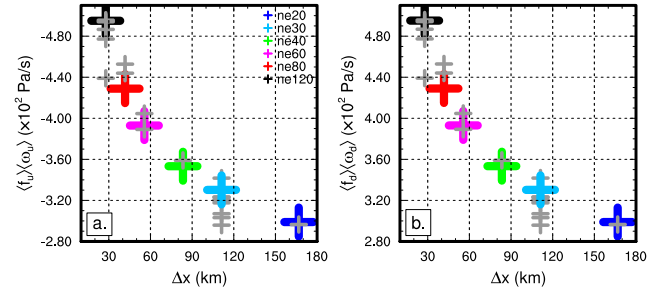 ⟨f_u⟩⟨ω_u⟩ (×10² Pa/s)
-4.80
-4.40
-4.00
-3.60
-3.20
-2.80
ne20
ne30
ne40
ne60
ne80
ne120
a.
0 30 60 90 120 150 180
Δx (km)
⟨f_d⟩⟨ω_d⟩ (×10² Pa/s)
4.80
4.40
4.00
3.60
3.20
2.80
b.
0 30 60 90 120 150 180
Δx (km)